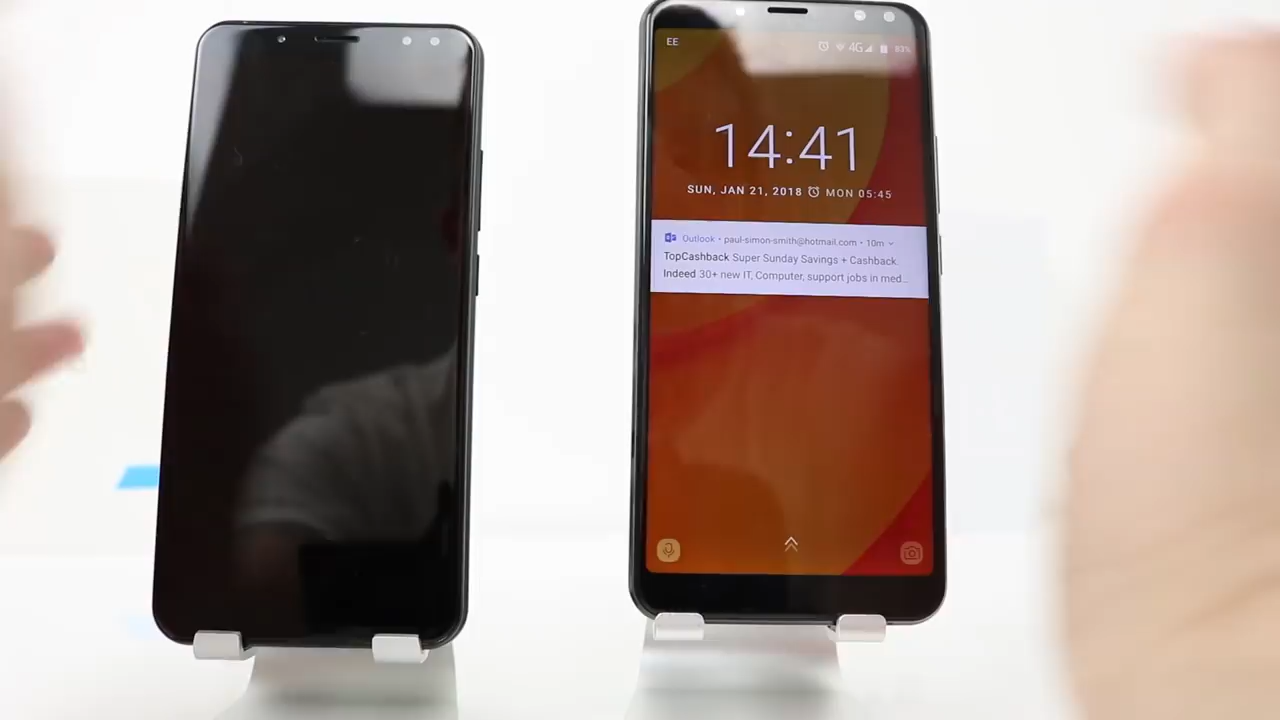 EE 4G 83%
14:41
SUN, JAN 21, 2018 MON 05:45
Outlook • paul-simon-smith@hotmail.com • 10m
TopCashback Super Sunday Savings + Cashback.
Indeed 30+ new IT, Computer, support jobs in med...